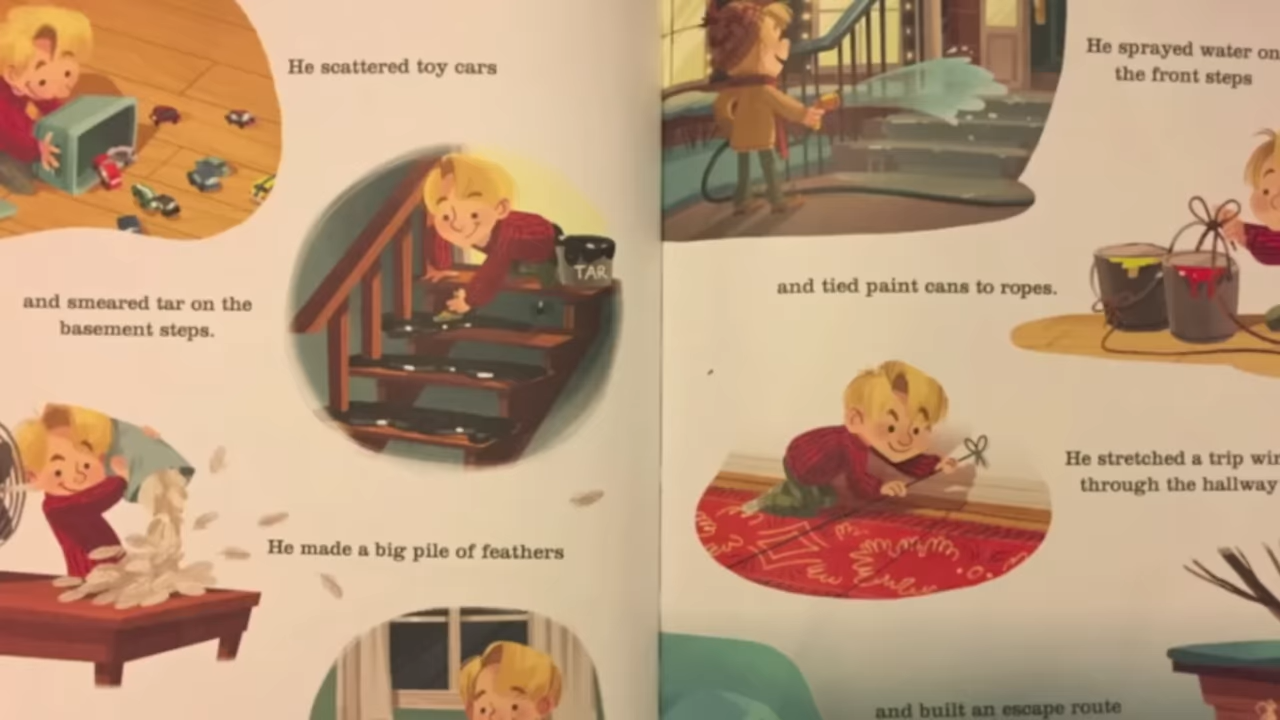 He scattered toy cars
TAR
and smeared tar on the
basement steps.
He made a big pile of feathers
He sprayed water on
the front steps
and tied paint cans to ropes.
He stretched a trip
through the hallway
and built an escape route